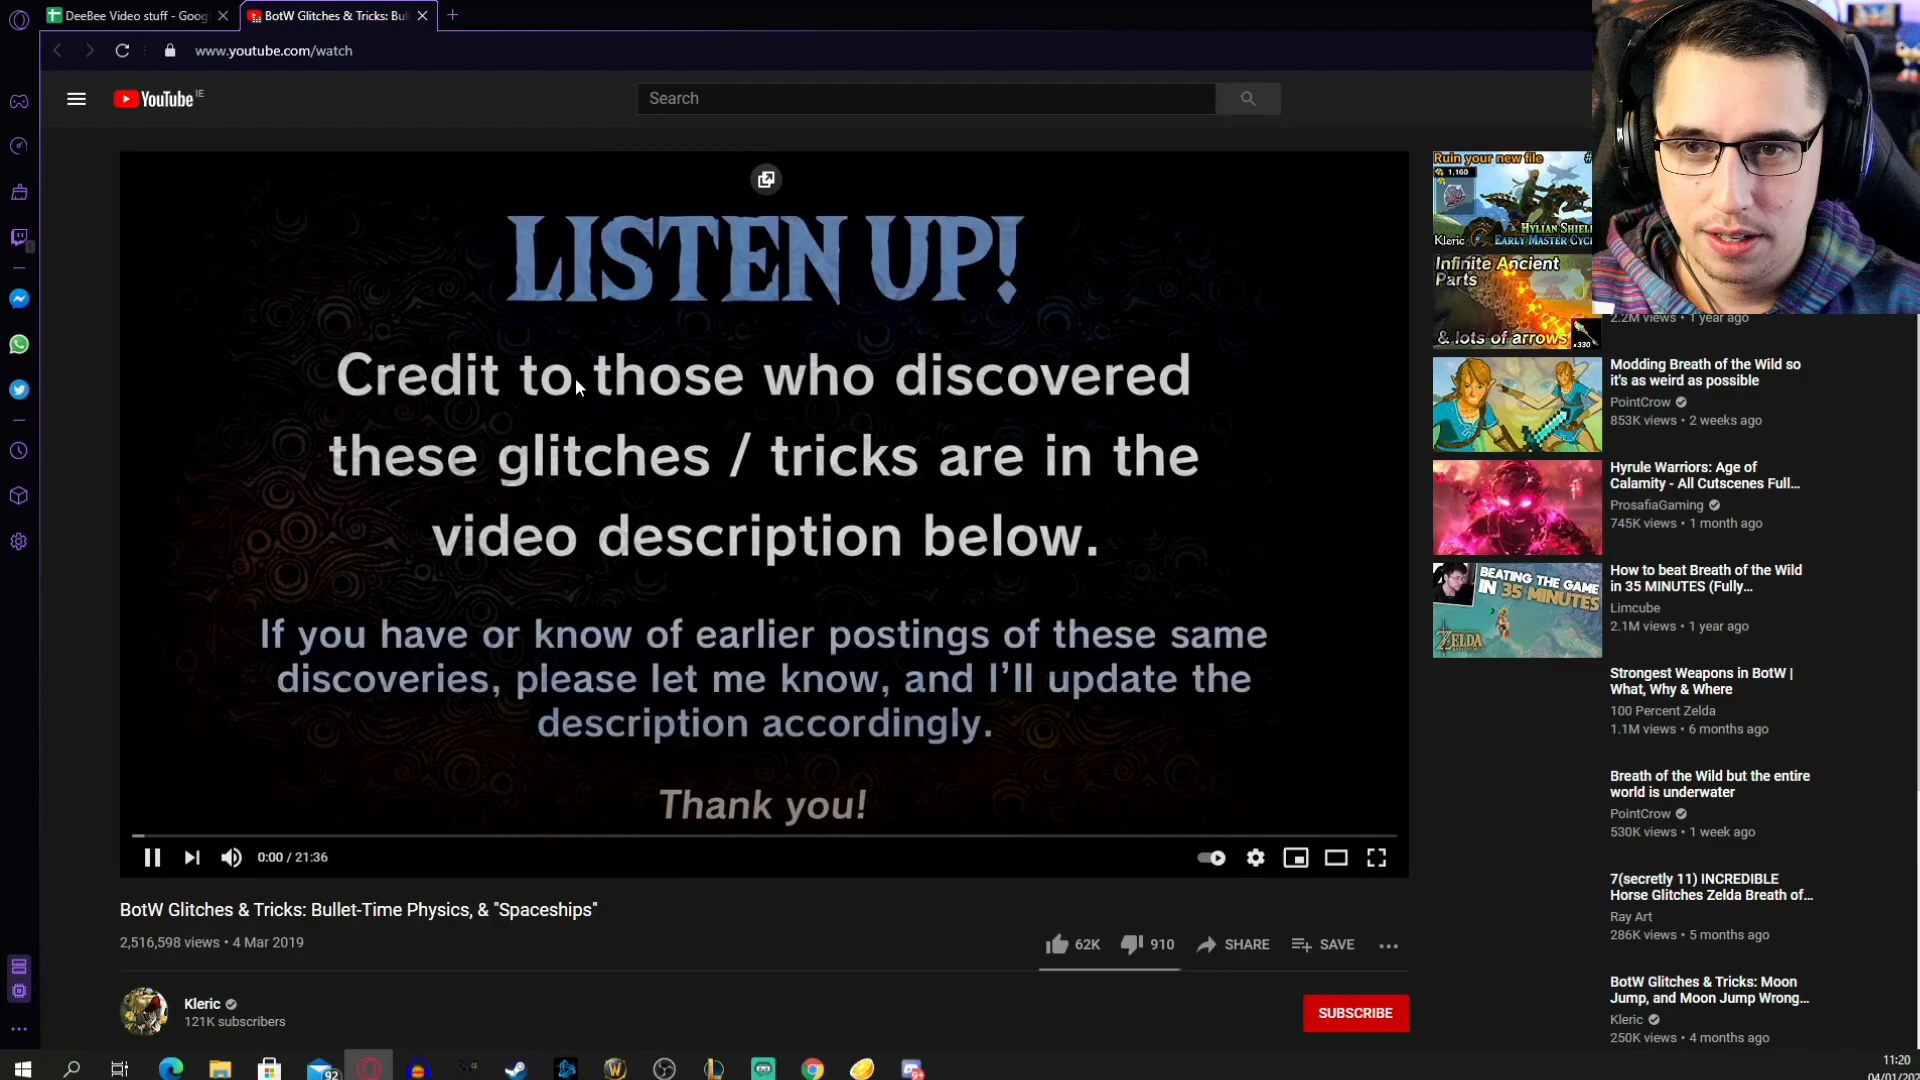 DeeBee Video stuff - Goog
BotW Glitches & Tricks: Bul
www.youtube.com/watch
YouTube IE
Search
LISTEN UP!
Credit to those who discovered
these glitches / tricks are in the
video description below.
If you have or know of earlier postings of these same
discoveries, please let me know, and I'll update the
description accordingly.
Thank you!
0:00 / 21:36
BotW Glitches & Tricks: Bullet-Time Physics, & "Spaceships"
2,516,598 views • 4 Mar 2019
62K
910
SHARE
SAVE
Kleric
121K subscribers
SUBSCRIBE
Ruin your new file
#
1,160
HYLIAN SHIEL
Kleric
EARLY MASTER CYC
Infinite Ancient
Parts
& lots of arrows
x330
2.2M views • 1 year ago
Modding Breath of the Wild so
it's as weird as possible
PointCrow
853K views • 2 weeks ago
Hyrule Warriors: Age of
Calamity - All Cutscenes Full...
ProsafiaGaming
745K views • 1 month ago
BEATING THE GAME
IN 35 MINUTES
ZELDA
How to beat Breath of the Wild
in 35 MINUTES (Fully...
Limcube
2.1M views • 1 year ago
Strongest Weapons in BotW |
What, Why & Where
100 Percent Zelda
1.1M views • 6 months ago
Breath of the Wild but the entire
world is underwater
PointCrow
530K views • 1 week ago
7(secretly 11) INCREDIBLE
Horse Glitches Zelda Breath of...
Ray Art
286K views • 5 months ago
BotW Glitches & Tricks: Moon
Jump, and Moon Jump Wrong...
Kleric
250K views • 4 months ago
92
9+
11:20
04/01/202